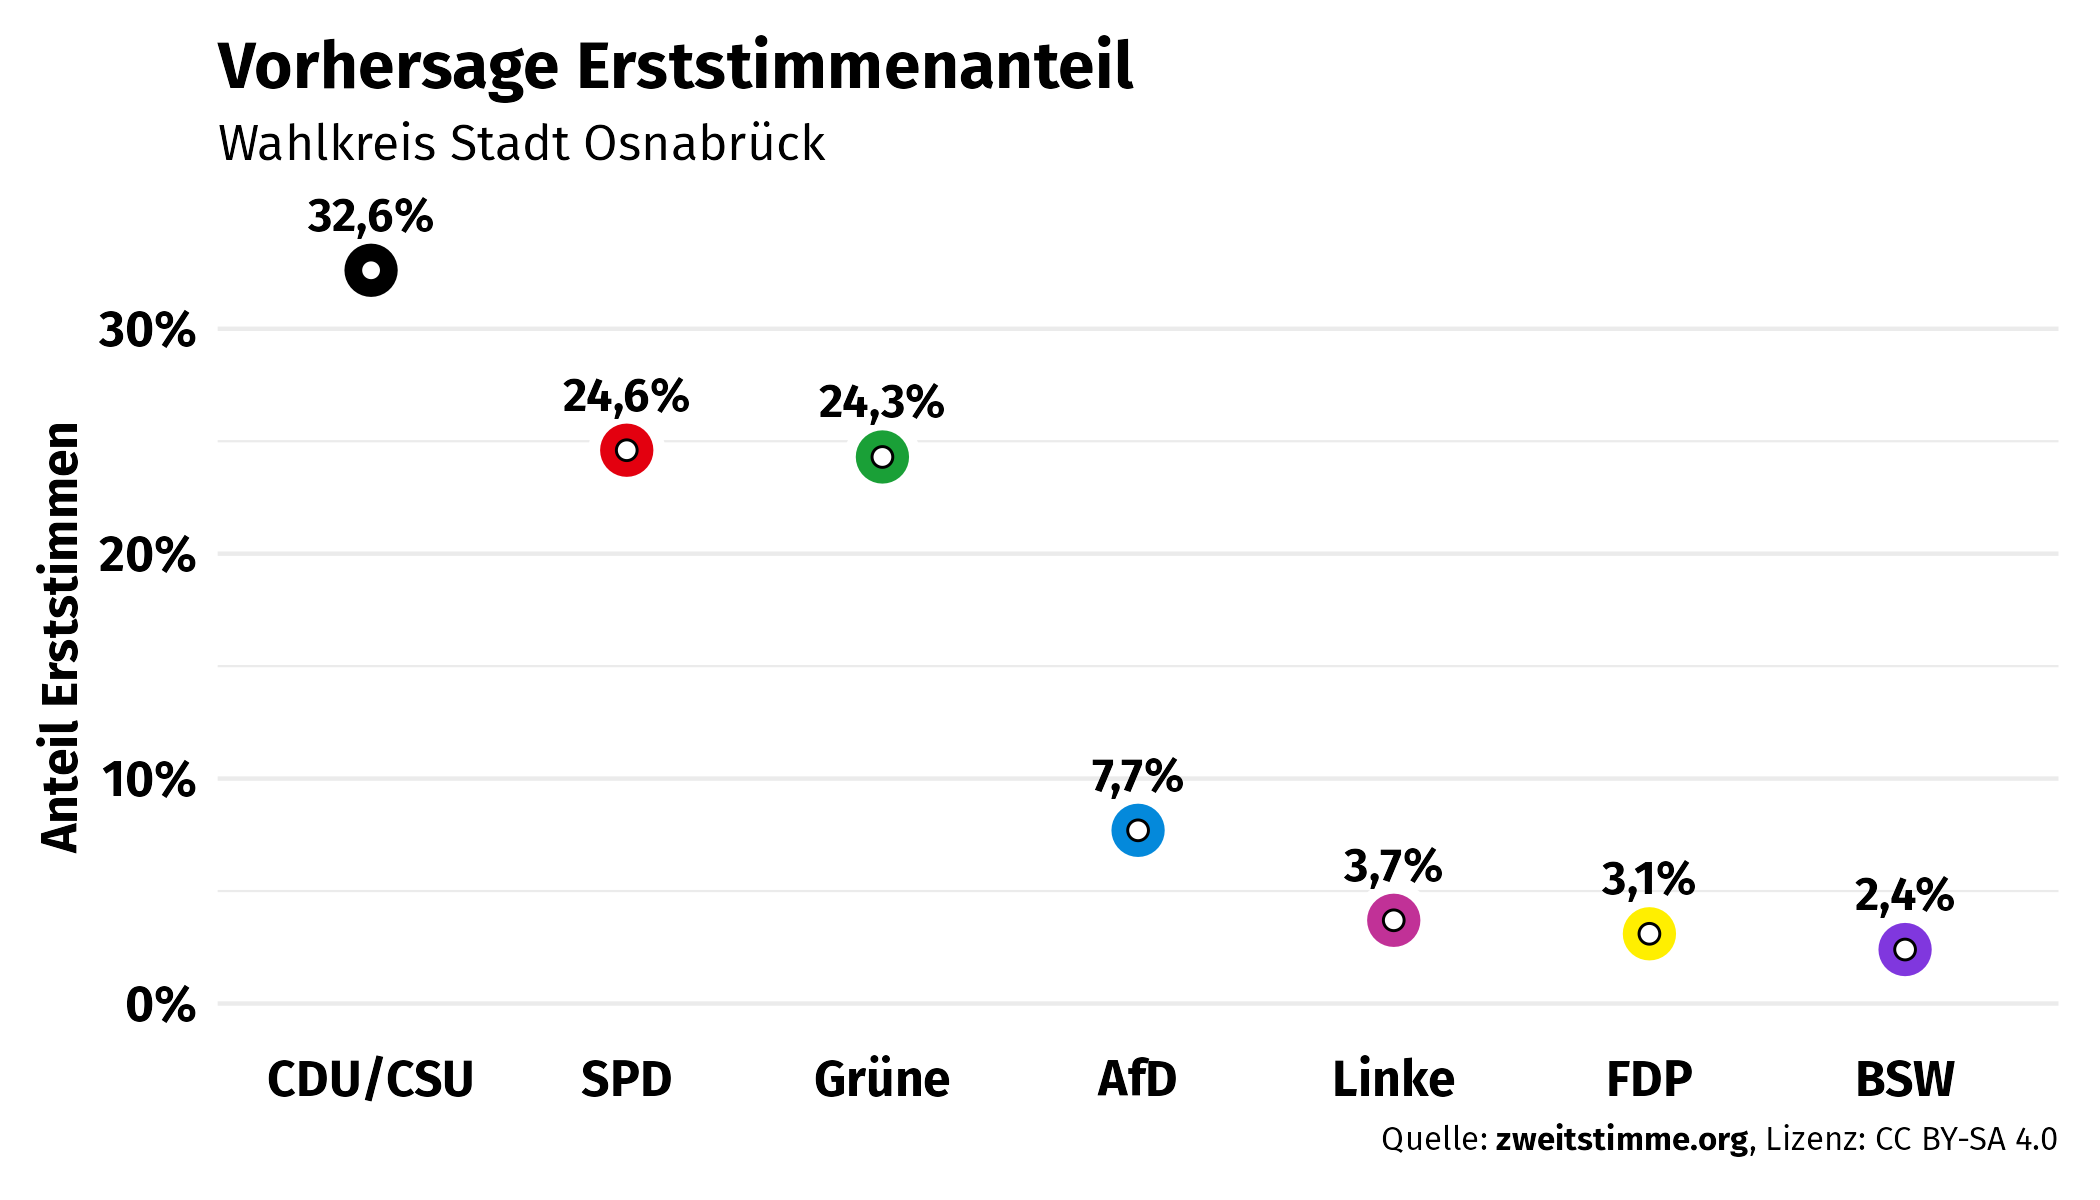 Vorhersage Erststimmenanteil
Wahlkreis Stadt Osnabrück
Anteil Erststimmen
30%
20%
10%
0%
32,6%
24,6%
24,3%
7,7%
3,7%
3,1%
2,4%
CDU/CSU SPD Grüne AfD Linke FDP BSW
Quelle: zweitstimme.org, Lizenz: CC BY-SA 4.0